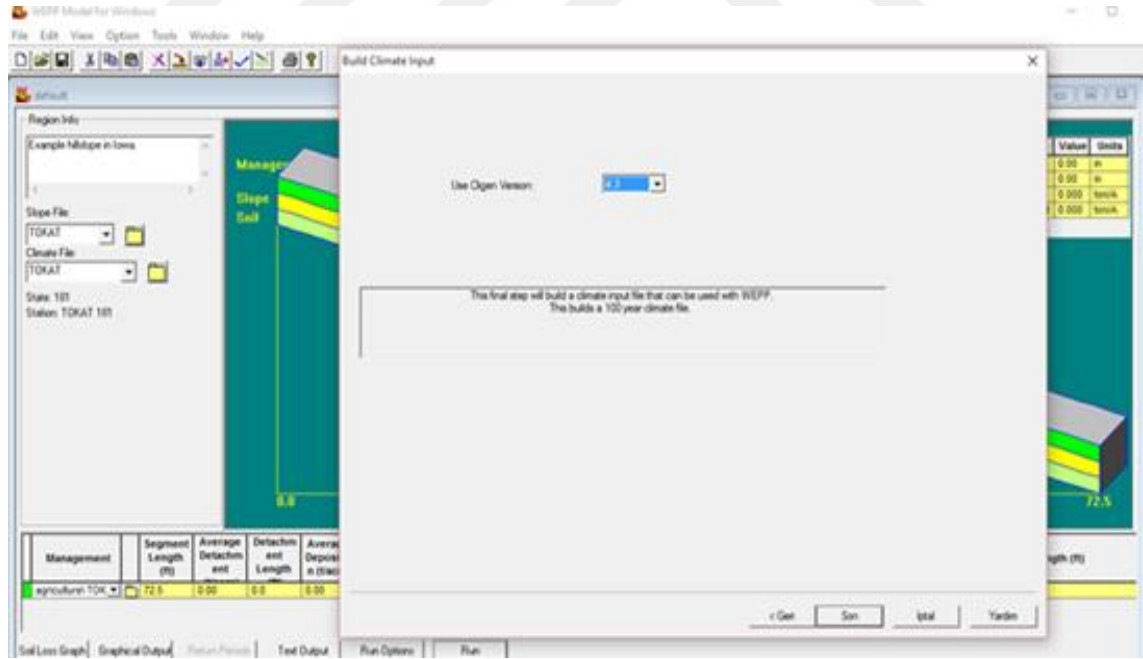 WEPP Model for Windows
File Edit View Option Tools Window Help
Build Climate Input
default
Region Info
Example hillslope in Iowa
Slope File
TOKAT
Climate File
TOKAT
State: 101
Station: TOKAT 101
Slope
Soil
0.0
Use Cligen Version:
4.3
This final step will build a climate input file that can be used with WEPP.
This builds a 100 year climate file.
Value Units
0.00 in
0.00 in
0.000 ton/A
0.000 ton/A
72.5
Management Segment Length (ft) Average Detachment Detachment Length
agriculture\ TOK 72.5 0.00 0.0 0.00
< Geri Son İptal Yardım
Soil Loss Graph Graphical Output Return Periods Text Output Run Options Run